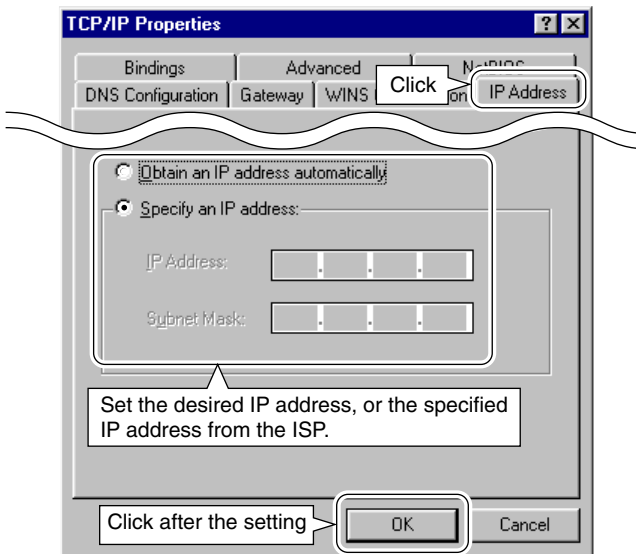 TCP/IP Properties
Bindings
Advanced
DNS Configuration
Gateway
WINS
Click
IP Address
Obtain an IP address automatically
Specify an IP address:
IP Address:
Subnet Mask:
Set the desired IP address, or the specified
IP address from the ISP.
Click after the setting
OK
Cancel